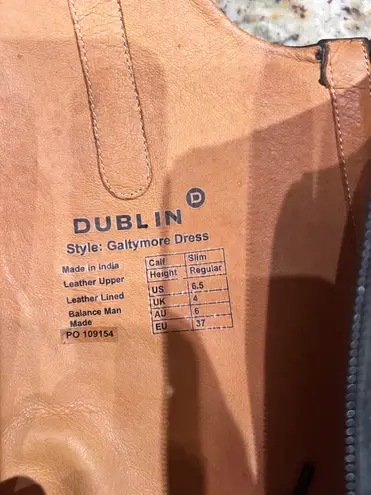 DUBLIN D
Style: Galtymore Dress
Made in India
Leather Upper
Leather Lined
Balance Man
Made
PO 109154
Calf Slim
Height Regular
US 6.5
UK 4
AU 6
EU 37